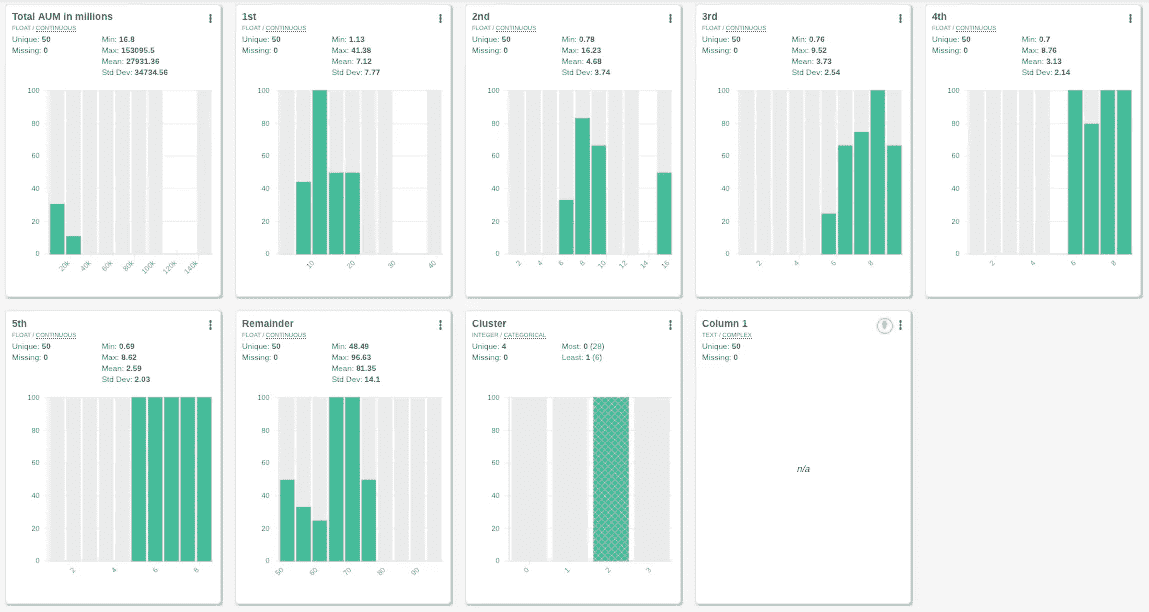 Total AUM in millions
FLOAT / CONTINUOUS
Unique: 50
Missing: 0
Min: 16.8
Max: 153095.5
Mean: 27931.36
Std Dev: 34734.56
100
80
60
40
20
0
20k 40k 60k 80k 100k 120k 140k
1st
FLOAT / CONTINUOUS
Unique: 50
Missing: 0
Min: 1.13
Max: 41.38
Mean: 7.12
Std Dev: 7.77
100
80
60
40
20
0
10 20 30 40
2nd
FLOAT / CONTINUOUS
Unique: 50
Missing: 0
Min: 0.78
Max: 16.23
Mean: 4.68
Std Dev: 3.74
100
80
60
40
20
0
2 4 6 8 10 12 14 16
3rd
FLOAT / CONTINUOUS
Unique: 50
Missing: 0
Min: 0.76
Max: 9.52
Mean: 3.73
Std Dev: 2.54
100
80
60
40
20
0
2 4 6 8
4th
FLOAT / CONTINUOUS
Unique: 50
Missing: 0
Min: 0.7
Max: 8.76
Mean: 3.13
Std Dev: 2.14
100
80
60
40
20
0
2 4 6 8
5th
FLOAT / CONTINUOUS
Unique: 50
Missing: 0
Min: 0.69
Max: 8.62
Mean: 2.59
Std Dev: 2.03
100
80
60
40
20
0
2 4 6 8
Remainder
FLOAT / CONTINUOUS
Unique: 50
Missing: 0
Min: 48.49
Max: 96.63
Mean: 81.35
Std Dev: 14.1
100
80
60
40
20
0
50 60 70 80 90
Cluster
INTEGER / CATEGORICAL
Unique: 4
Missing: 0
Most: 0 (28)
Least: 1 (6)
100
80
60
40
20
0
0 1 2 3
Column 1
TEXT / COMPLEX
Unique: 50
Missing: 0
n/a